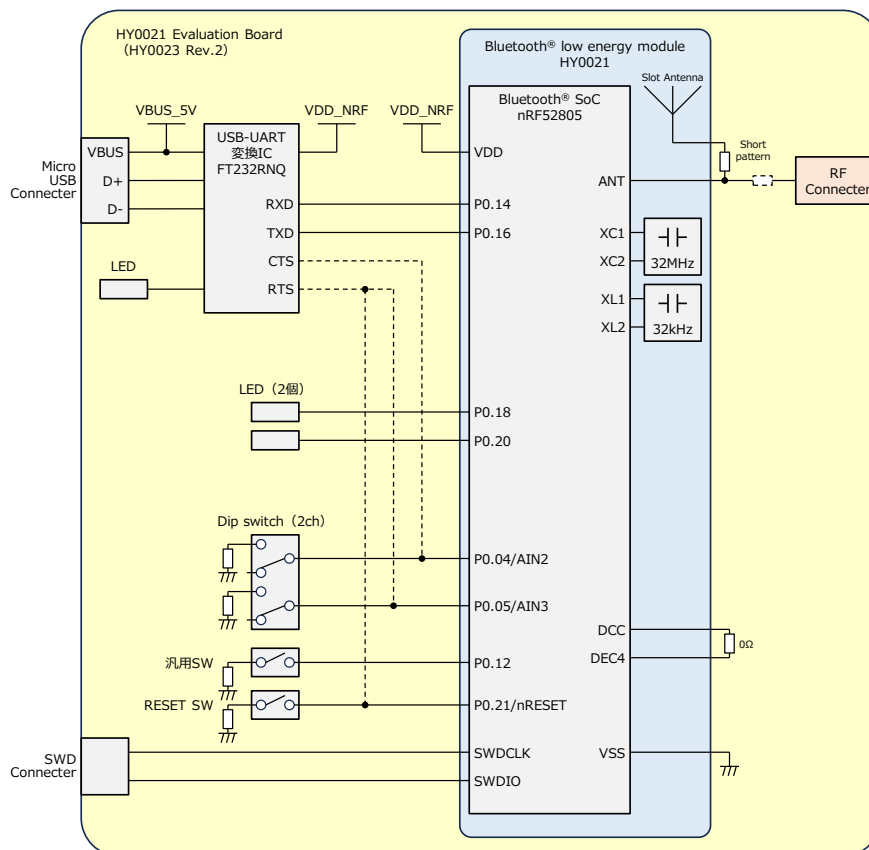 HY0021 Evaluation Board
（HY0023 Rev.2）
Bluetooth® low energy module
HY0021
Slot Antenna
Bluetooth® SoC
nRF52805
VBUS_5V
VDD_NRF
VDD_NRF
USB-UART
変換IC
FT232RNQ
Micro
USB
Connecter
VBUS
D+
D-
RXD
TXD
CTS
RTS
LED
VDD
P0.14
P0.16
ANT
Short
pattern
RF
Connecter
XC1
XC2
32MHz
XL1
XL2
32kHz
LED（2個）
P0.18
P0.20
Dip switch（2ch）
P0.04/AIN2
P0.05/AIN3
DCC
DEC4
0Ω
汎用SW
P0.12
RESET SW
P0.21/nRESET
SWD
Connecter
SWDCLK
SWDIO
VSS